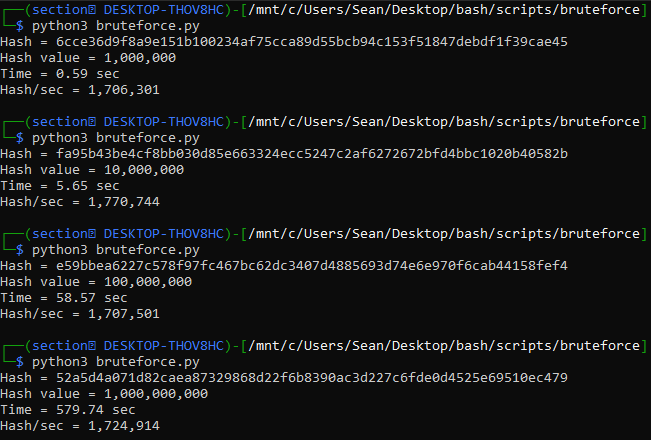 ┌──(section㉿ DESKTOP-THOV8HC)-[/mnt/c/Users/Sean/Desktop/bash/scripts/bruteforce]
└─$ python3 bruteforce.py
Hash = 6cce36d9f8a9e151b100234af75cca89d55bcb94c153f51847debdf1f39cae45
Hash value = 1,000,000
Time = 0.59 sec
Hash/sec = 1,706,301
┌──(section㉿ DESKTOP-THOV8HC)-[/mnt/c/Users/Sean/Desktop/bash/scripts/bruteforce]
└─$ python3 bruteforce.py
Hash = fa95b43be4cf8bb030d85e663324ecc5247c2af6272672bfd4bbc1020b40582b
Hash value = 10,000,000
Time = 5.65 sec
Hash/sec = 1,770,744
┌──(section㉿ DESKTOP-THOV8HC)-[/mnt/c/Users/Sean/Desktop/bash/scripts/bruteforce]
└─$ python3 bruteforce.py
Hash = e59bbea6227c578f97fc467bc62dc3407d4885693d74e6e970f6cab44158fef4
Hash value = 100,000,000
Time = 58.57 sec
Hash/sec = 1,707,501
┌──(section㉿ DESKTOP-THOV8HC)-[/mnt/c/Users/Sean/Desktop/bash/scripts/bruteforce]
└─$ python3 bruteforce.py
Hash = 52a5d4a071d82caea87329868d22f6b8390ac3d227c6fde0d4525e69510ec479
Hash value = 1,000,000,000
Time = 579.74 sec
Hash/sec = 1,724,914